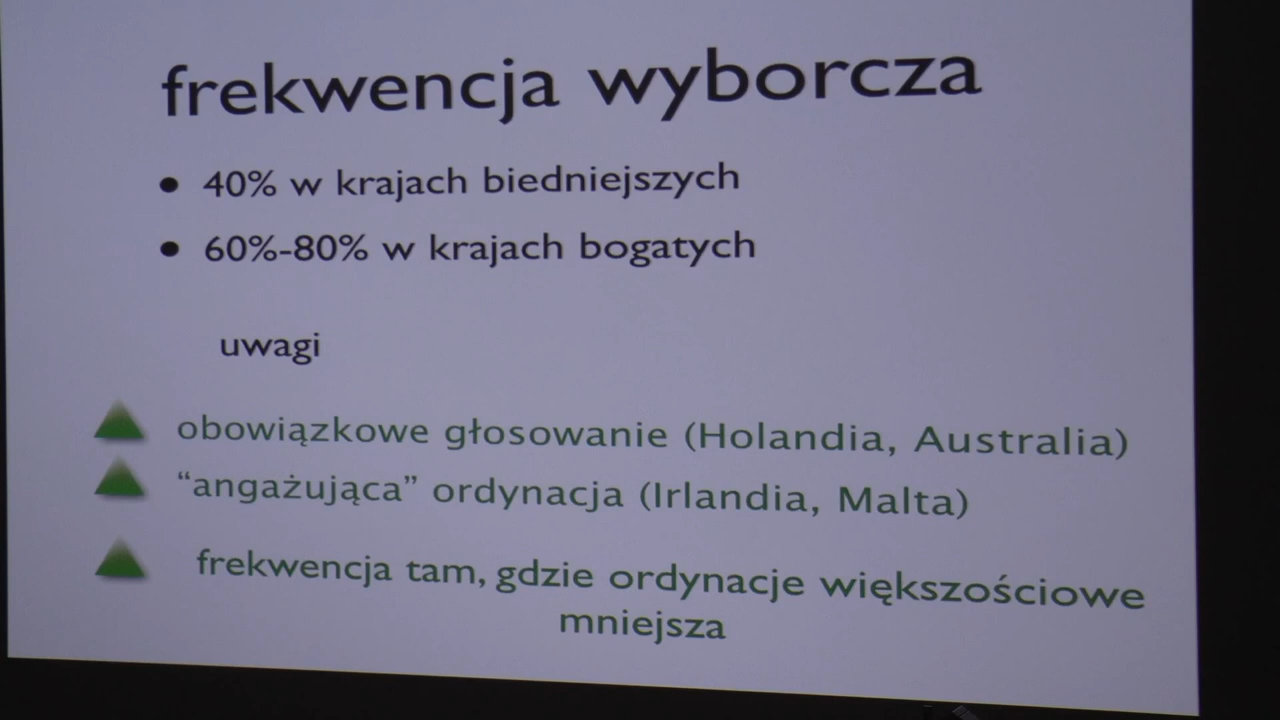 frekwencja wyborcza
• 40% w krajach biedniejszych
• 60%-80% w krajach bogatych
uwagi
obowiązkowe głosowanie (Holandia, Australia)
“angażująca” ordynacja (Irlandia, Malta)
frekwencja tam, gdzie ordynacje większościowe
mniejsza